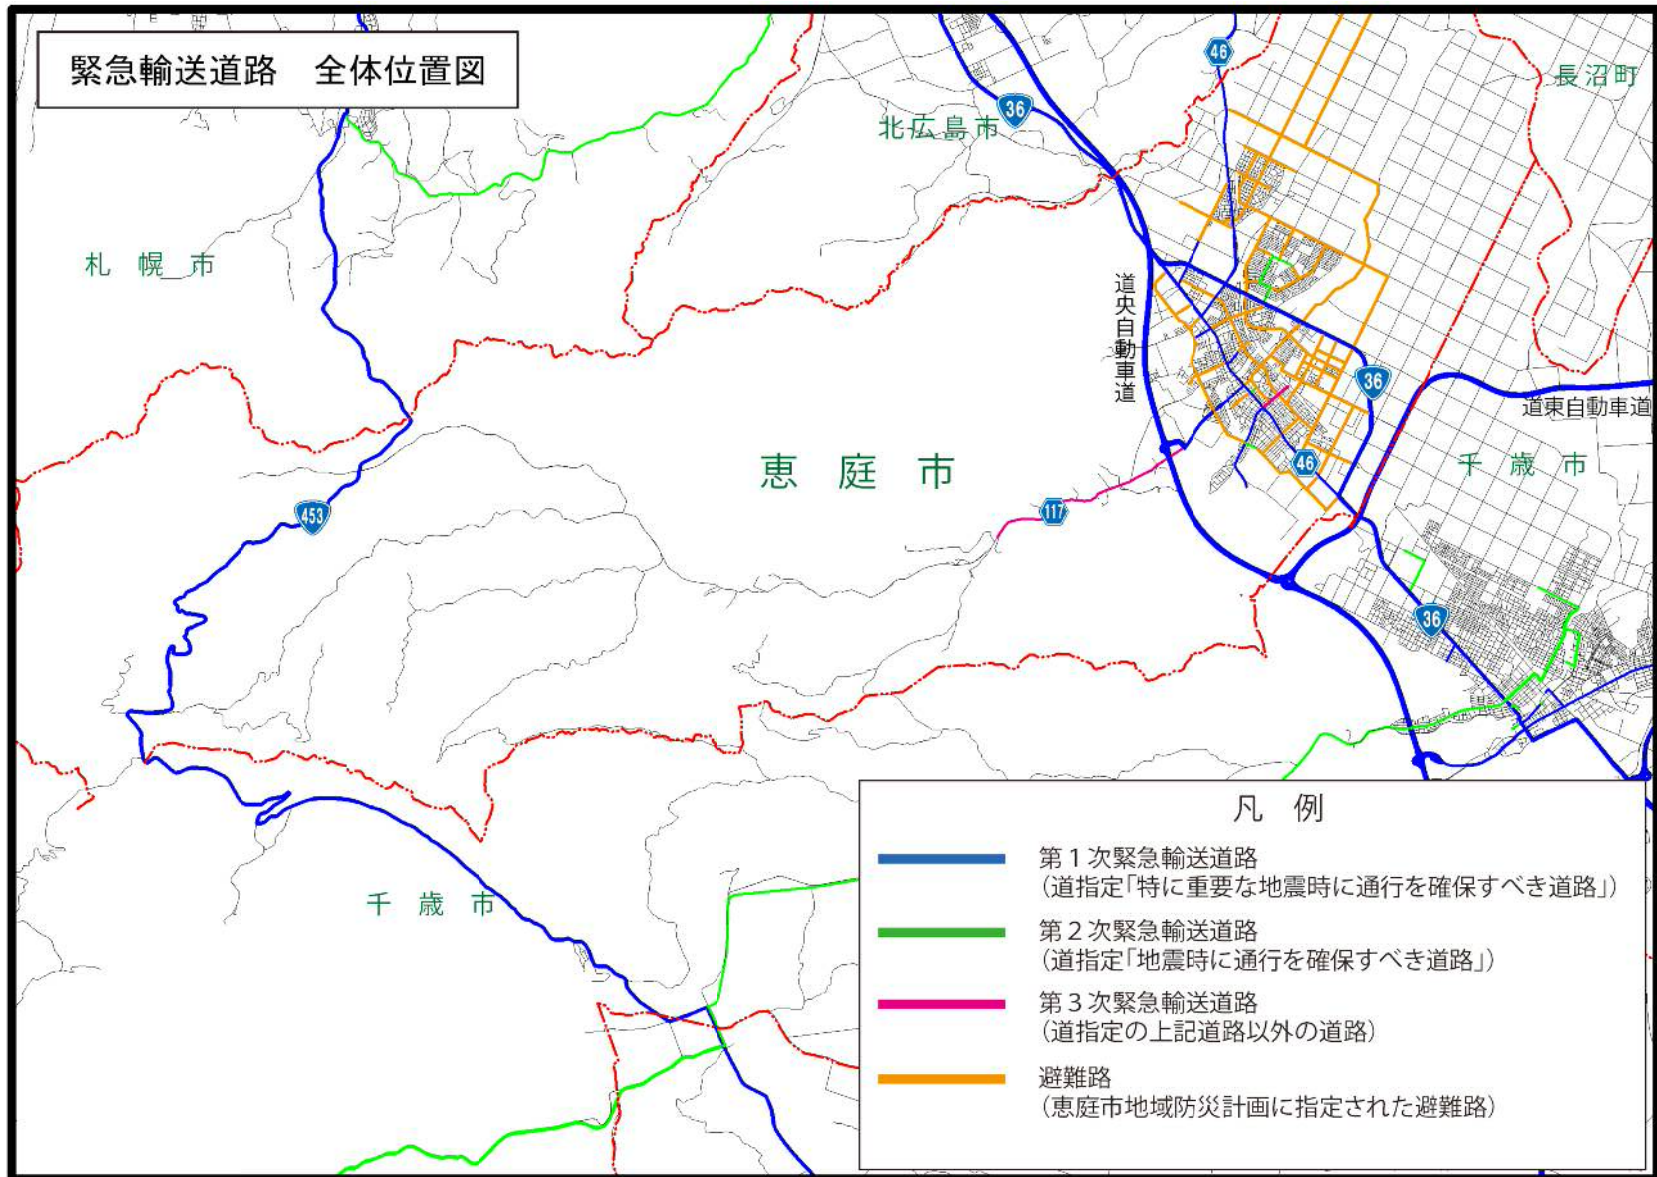 緊急輸送道路　全体位置図
長沼町
46
36
北広島市
札幌市
道央自動車道
36
道東自動車道
恵庭市
46
千歳市
117
453
36
千歳市
凡　例
第１次緊急輸送道路
（道指定「特に重要な地震時に通行を確保すべき道路」）
第２次緊急輸送道路
（道指定「地震時に通行を確保すべき道路」）
第３次緊急輸送道路
（道指定の上記道路以外の道路）
避難路
（恵庭市地域防災計画に指定された避難路）